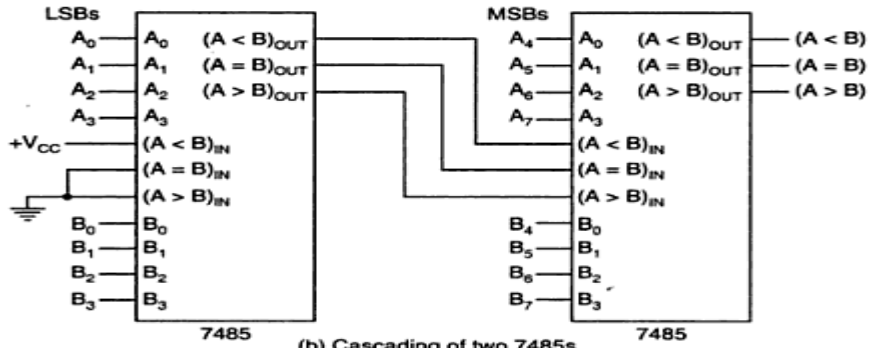 LSBs MSBs
A₀ A₀ (A < B)OUT A₄ A₀ (A < B)OUT (A < B)
A₁ A₁ (A = B)OUT A₅ A₁ (A = B)OUT (A = B)
A₂ A₂ (A > B)OUT A₆ A₂ (A > B)OUT (A > B)
A₃ A₃ A₇ A₃
+VCC (A < B)IN (A < B)IN
(A = B)IN (A = B)IN
(A > B)IN (A > B)IN
B₀ B₀ B₄ B₀
B₁ B₁ B₅ B₁
B₂ B₂ B₆ B₂
B₃ B₃ B₇ B₃
7485 7485
(b) Cascading of two 7485s